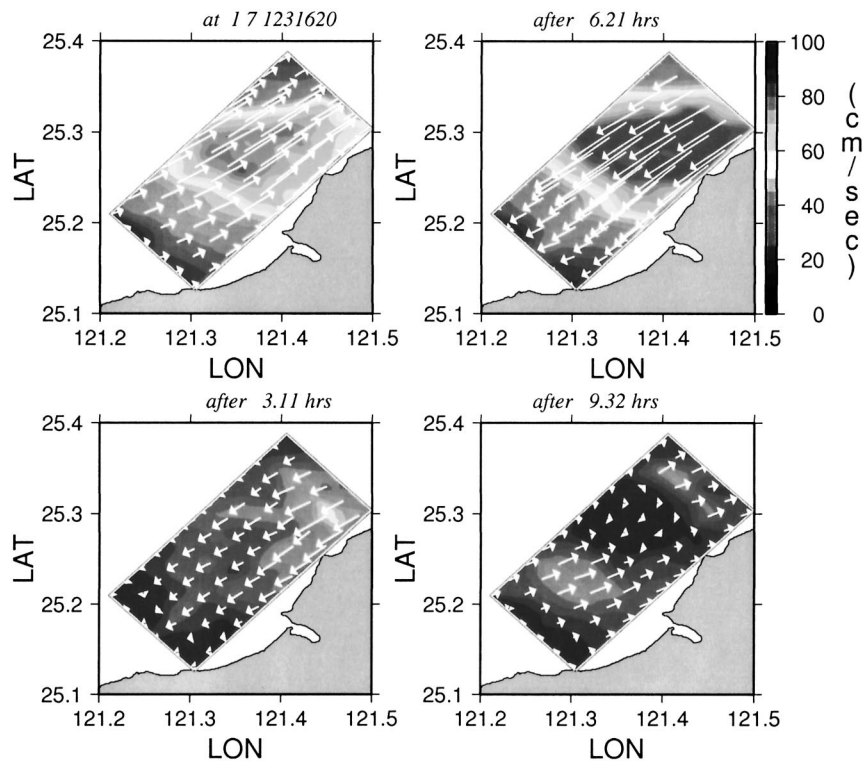 at 1 7 1231620
after 6.21 hrs
25.4
25.3
25.2
25.1
LAT
121.2 121.3 121.4 121.5
LON
25.4
25.3
25.2
25.1
LAT
121.2 121.3 121.4 121.5
LON
100
80
60
40
20
0
(cm/sec)
after 3.11 hrs
after 9.32 hrs
25.4
25.3
25.2
25.1
LAT
121.2 121.3 121.4 121.5
LON
25.4
25.3
25.2
25.1
LAT
121.2 121.3 121.4 121.5
LON